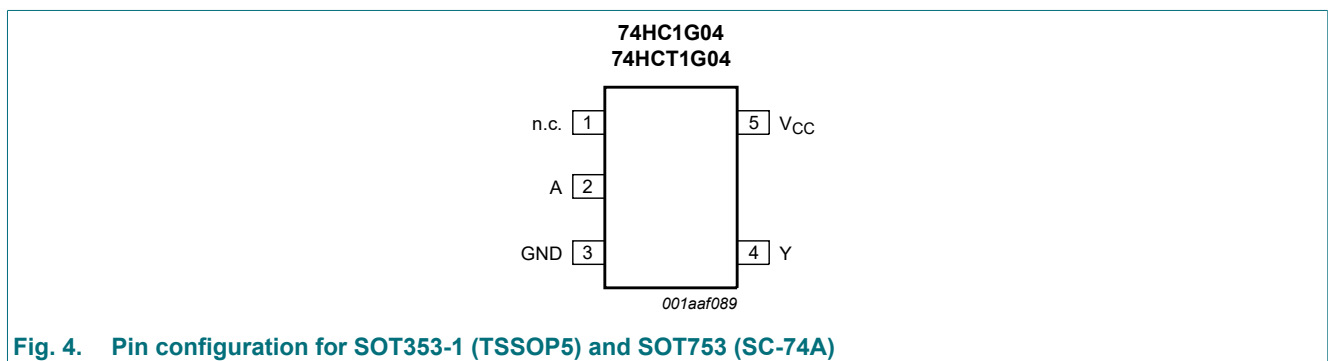 74HC1G04
74HCT1G04
n.c. 1 5 VCC
A 2
GND 3 4 Y
001aaf089
Fig. 4. Pin configuration for SOT353-1 (TSSOP5) and SOT753 (SC-74A)